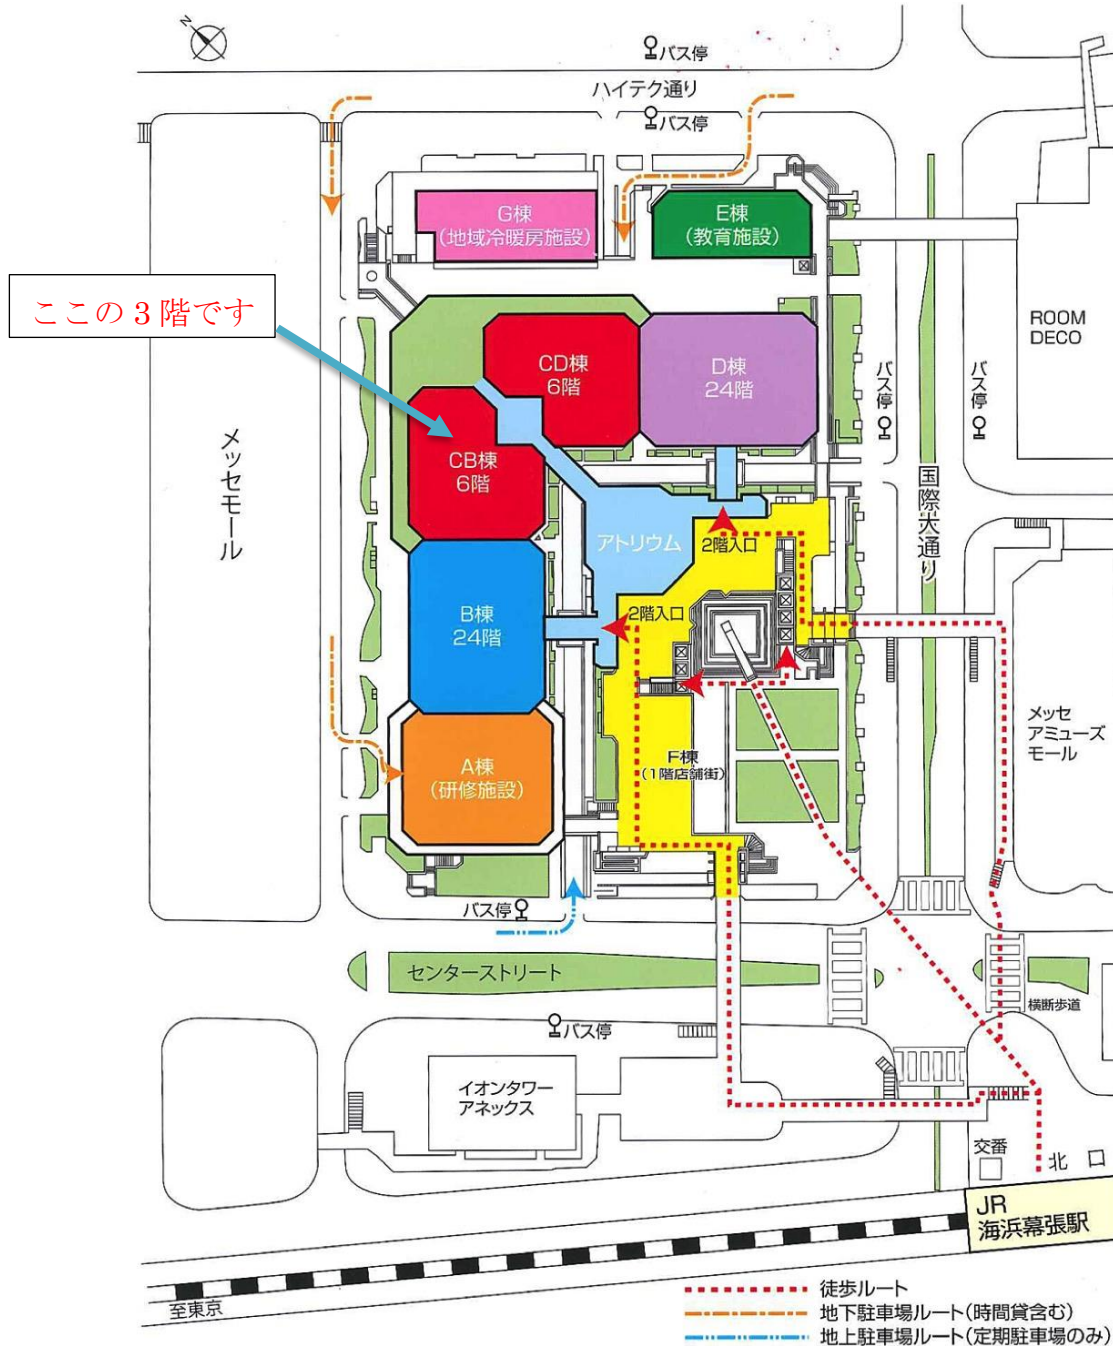 N
バス停
ハイテク通り
バス停
G棟
(地域冷暖房施設)
E棟
(教育施設)
ここの3階です
ROOM
DECO
CD棟
6階
D棟
24階
バス停
バス停
メッセモール
CB棟
6階
国際大通り
アトリウム
2階入口
B棟
24階
2階入口
メッセ
アミューズ
モール
A棟
(研修施設)
F棟
(1階店舗街)
バス停
センターストリート
横断歩道
バス停
イオンタワー
アネックス
交番
北口
JR
海浜幕張駅
至東京
徒歩ルート
地下駐車場ルート(時間貸含む)
地上駐車場ルート(定期駐車場のみ)